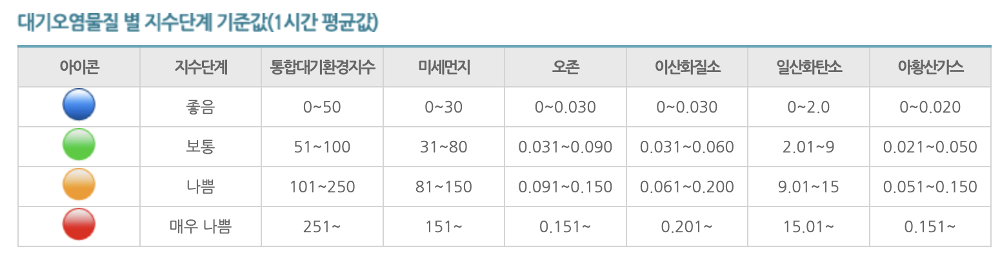 대기오염물질 별 지수단계 기준값(1시간 평균값)
아이콘 지수단계 통합대기환경지수 미세먼지 오존 이산화질소 일산화탄소 아황산가스
좋음 0~50 0~30 0~0.030 0~0.030 0~2.0 0~0.020
보통 51~100 31~80 0.031~0.090 0.031~0.060 2.01~9 0.021~0.050
나쁨 101~250 81~150 0.091~0.150 0.061~0.200 9.01~15 0.051~0.150
매우 나쁨 251~ 151~ 0.151~ 0.201~ 15.01~ 0.151~